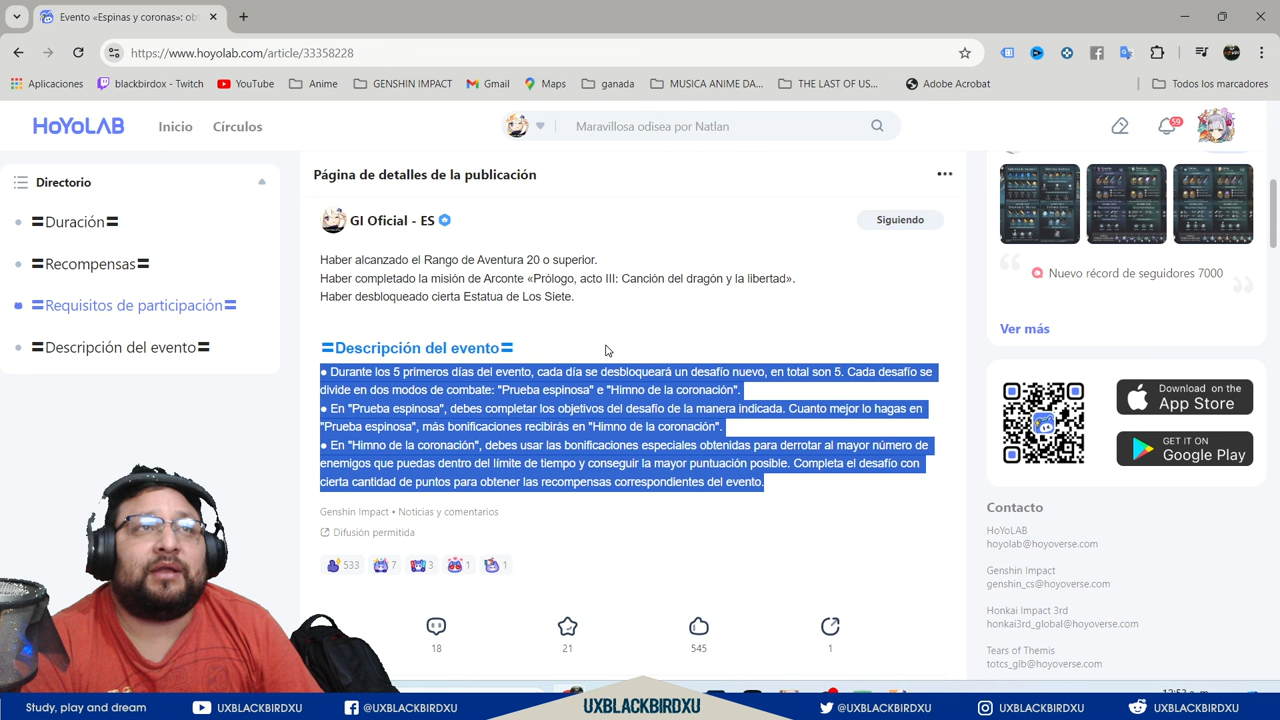 Evento «Espinas y coronas»: ob
https://www.hoyolab.com/article/33358228
Aplicaciones
blackbirdox - Twitch
YouTube
Anime
GENSHIN IMPACT
Gmail
Maps
ganada
MUSICA ANIME DA...
THE LAST OF US...
Adobe Acrobat
Todos los marcadores
HoYoLAB
Inicio
Círculos
Maravillosa odisea por Natlan
59
Directorio
〓Duración〓
〓Recompensas〓
〓Requisitos de participación〓
〓Descripción del evento〓
Página de detalles de la publicación
GI Oficial - ES
Siguiendo
Haber alcanzado el Rango de Aventura 20 o superior.
Haber completado la misión de Arconte «Prólogo, acto III: Canción del dragón y la libertad».
Haber desbloqueado cierta Estatua de Los Siete.
〓Descripción del evento〓
● Durante los 5 primeros días del evento, cada día se desbloqueará un desafío nuevo, en total son 5. Cada desafío se
divide en dos modos de combate: "Prueba espinosa" e "Himno de la coronación".
● En "Prueba espinosa", debes completar los objetivos del desafío de la manera indicada. Cuanto mejor lo hagas en
"Prueba espinosa", más bonificaciones recibirás en "Himno de la coronación".
● En "Himno de la coronación", debes usar las bonificaciones especiales obtenidas para derrotar al mayor número de
enemigos que puedas dentro del límite de tiempo y conseguir la mayor puntuación posible. Completa el desafío con
cierta cantidad de puntos para obtener las recompensas correspondientes del evento.
Genshin Impact • Noticias y comentarios
Difusión permitida
533
7
3
1
1
18
21
545
1
Nuevo récord de seguidores 7000
Ver más
Download on the
App Store
GET IT ON
Google Play
Contacto
HoYoLAB
hoyolab@hoyoverse.com
Genshin Impact
genshin_cs@hoyoverse.com
Honkai Impact 3rd
honkai3rd_global@hoyoverse.com
Tears of Themis
totcs_glb@hoyoverse.com
Study, play and dream
UXBLACKBIRDXU
@UXBLACKBIRDXU
UXBLACKBIRDXU
@UXBLACKBIRDXU
UXBLACKBIRDXU
UXBLACKBIRDXU